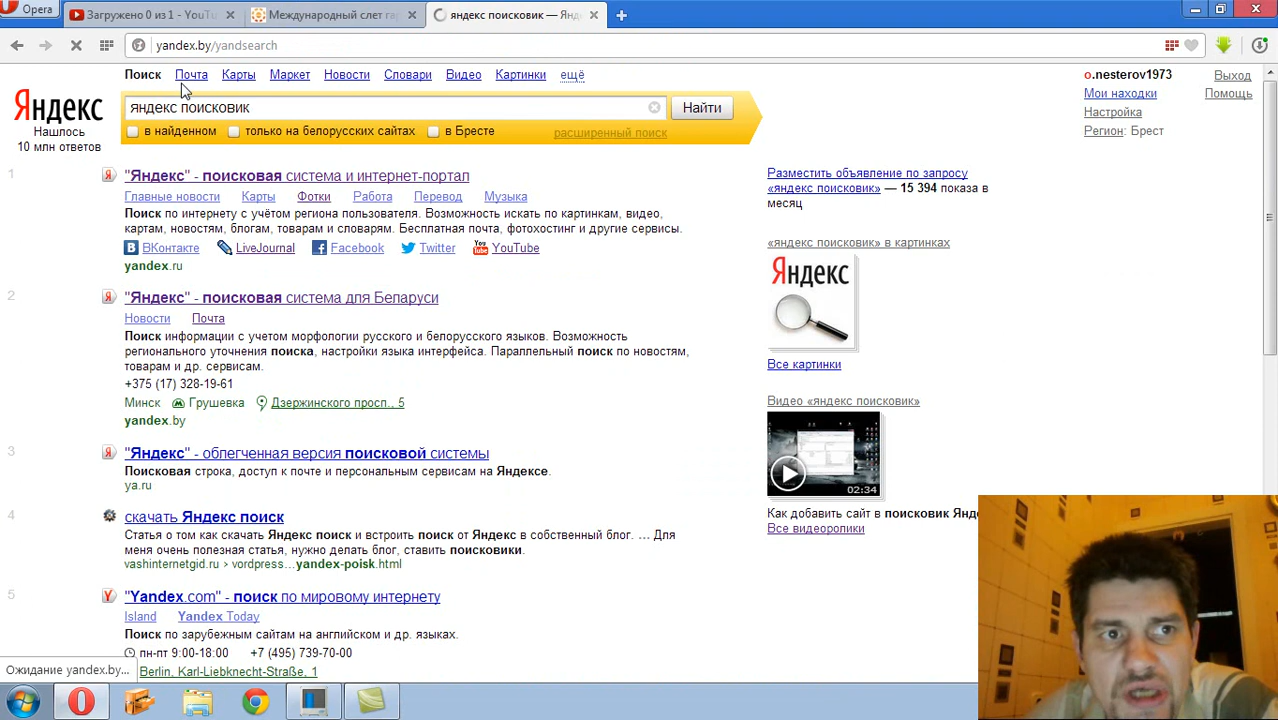 Opera
Загружено 0 из 1 - YouTu
Международный слет га
яндекс поисковик — Янд
yandex.by/yandsearch
Поиск Почта Карты Маркет Новости Словари Видео Картинки ещё
o.nesterov1973
Выход
Мои находки
Помощь
Настройка
Регион: Брест
Яндекс
Нашлось
10 млн ответов
яндекс поисковик
Найти
в найденном только на белорусских сайтах в Бресте расширенный поиск
1
"Яндекс" - поисковая система и интернет-портал
Главные новости Карты Фотки Работа Перевод Музыка
Поиск по интернету с учётом региона пользователя. Возможность искать по картинкам, видео,
картам, новостям, блогам, товарам и словарям. Бесплатная почта, фотохостинг и другие сервисы.
ВКонтакте LiveJournal Facebook Twitter YouTube
yandex.ru
2
"Яндекс" - поисковая система для Беларуси
Новости Почта
Поиск информации с учетом морфологии русского и белорусского языков. Возможность
регионального уточнения поиска, настройки языка интерфейса. Параллельный поиск по новостям,
товарам и др. сервисам.
+375 (17) 328-19-61
Минск Грушевка Дзержинского просп., 5
yandex.by
3
"Яндекс" - облегченная версия поисковой системы
Поисковая строка, доступ к почте и персональным сервисам на Яндексе.
ya.ru
4
скачать Яндекс поиск
Статья о том как скачать Яндекс поиск и встроить поиск от Яндекс в собственный блог. ... Для
меня очень полезная статья, нужно делать блог, ставить поисковики.
vashinternetgid.ru › vordpress...yandex-poisk.html
5
"Yandex.com" - поиск по мировому интернету
Island Yandex Today
Поиск по зарубежным сайтам на английском и др. языках.
пн-пт 9:00-18:00 +7 (495) 739-70-00
Berlin, Karl-Liebknecht-Straße, 1
Ожидание yandex.by...
Разместить объявление по запросу
«яндекс поисковик» — 15 394 показа в
месяц
«яндекс поисковик» в картинках
Яндекс
Все картинки
Видео «яндекс поисковик»
02:34
Как добавить сайт в поисковик Янд
Все видеоролики